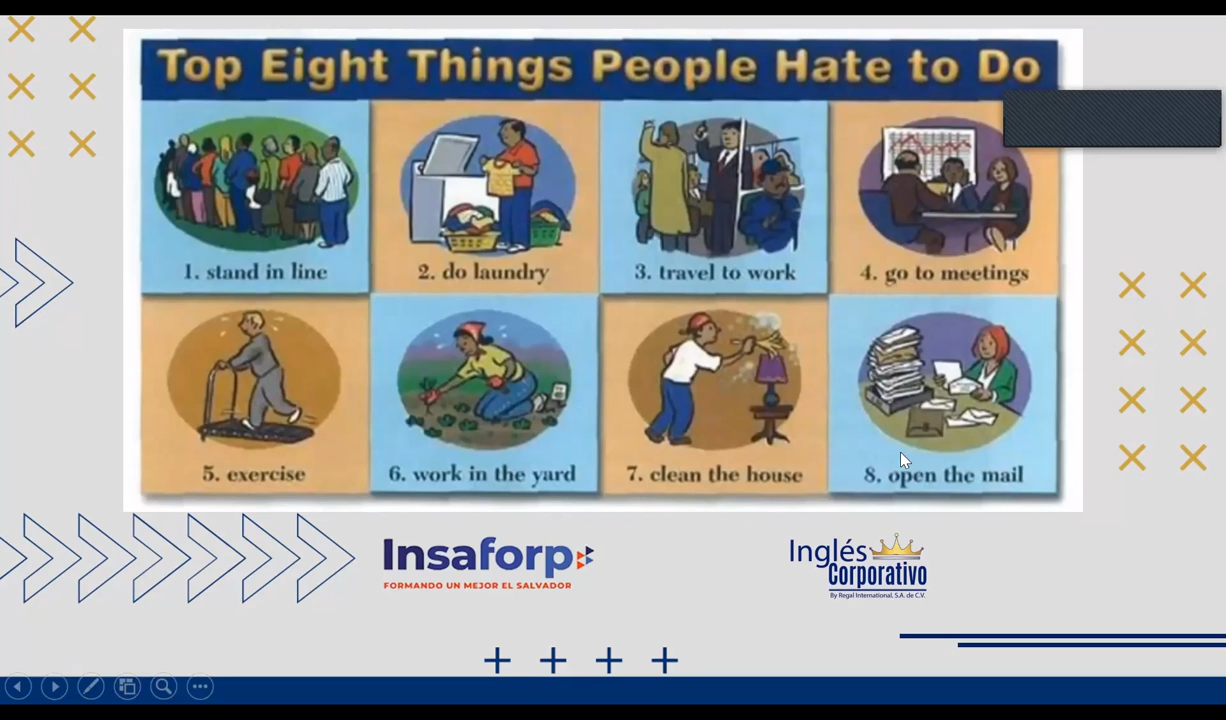 Top Eight Things People Hate to Do
1. stand in line
2. do laundry
3. travel to work
4. go to meetings
5. exercise
6. work in the yard
7. clean the house
8. open the mail
Insaforp
FORMANDO UN MEJOR EL SALVADOR
Inglés
Corporativo
By Regal International, S.A. de C.V.